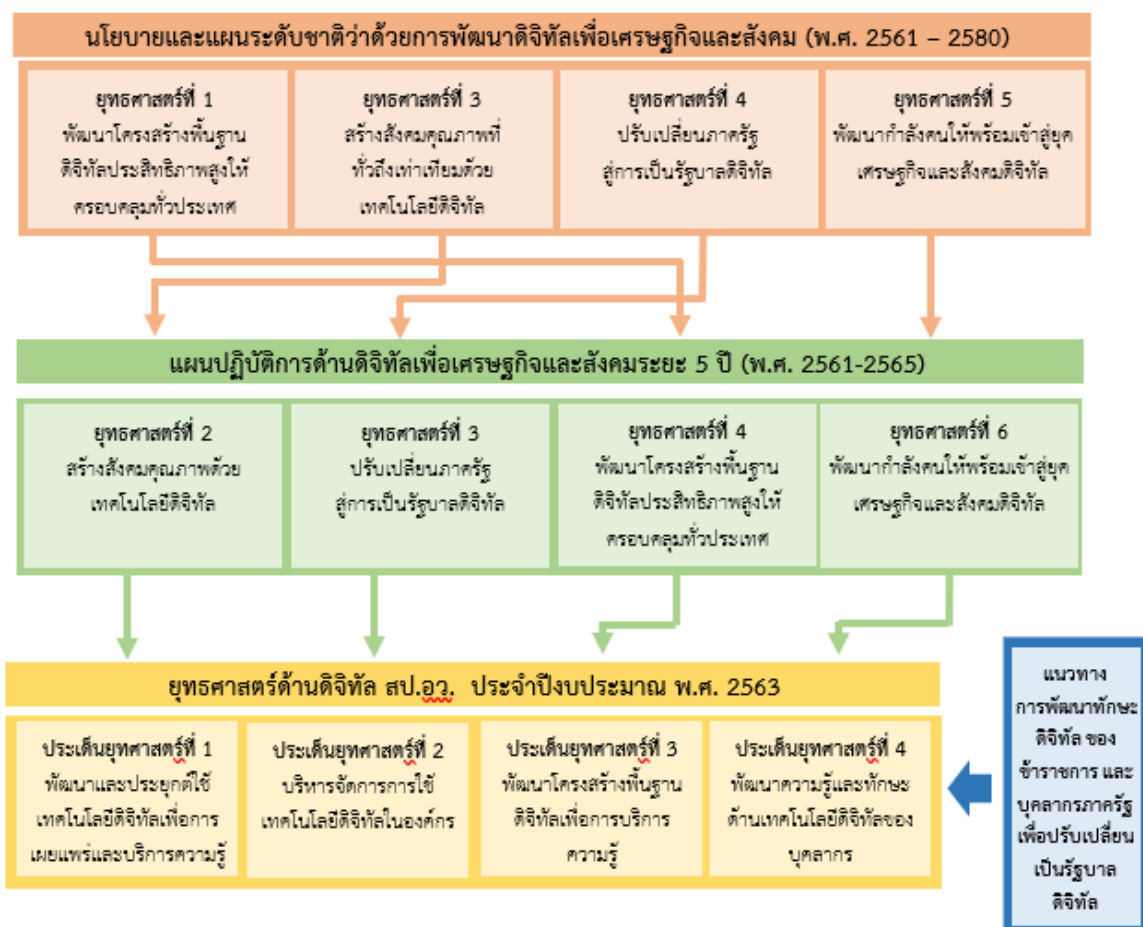 นโยบายและแผนระดับชาติว่าด้วยการพัฒนาดิจิทัลเพื่อเศรษฐกิจและสังคม (พ.ศ. 2561 – 2580)
ยุทธศาสตร์ที่ 1
พัฒนาโครงสร้างพื้นฐาน
ดิจิทัลประสิทธิภาพสูงให้
ครอบคลุมทั่วประเทศ
ยุทธศาสตร์ที่ 3
สร้างสังคมคุณภาพที่
ทั่วถึงเท่าเทียมด้วย
เทคโนโลยีดิจิทัล
ยุทธศาสตร์ที่ 4
ปรับเปลี่ยนภาครัฐ
สู่การเป็นรัฐบาลดิจิทัล
ยุทธศาสตร์ที่ 5
พัฒนากำลังคนให้พร้อมเข้าสู่ยุค
เศรษฐกิจและสังคมดิจิทัล
แผนปฏิบัติการด้านดิจิทัลเพื่อเศรษฐกิจและสังคมระยะ 5 ปี (พ.ศ. 2561-2565)
ยุทธศาสตร์ที่ 2
สร้างสังคมคุณภาพด้วย
เทคโนโลยีดิจิทัล
ยุทธศาสตร์ที่ 3
ปรับเปลี่ยนภาครัฐ
สู่การเป็นรัฐบาลดิจิทัล
ยุทธศาสตร์ที่ 4
พัฒนาโครงสร้างพื้นฐาน
ดิจิทัลประสิทธิภาพสูงให้
ครอบคลุมทั่วประเทศ
ยุทธศาสตร์ที่ 6
พัฒนากำลังคนให้พร้อมเข้าสู่ยุค
เศรษฐกิจและสังคมดิจิทัล
ยุทธศาสตร์ด้านดิจิทัล สป.อว. ประจำปีงบประมาณ พ.ศ. 2563
ประเด็นยุทศาสตร์ที่ 1
พัฒนาและประยุกต์ใช้
เทคโนโลยีดิจิทัลเพื่อการ
เผยแพร่และบริการความรู้
ประเด็นยุทศาสตร์ที่ 2
บริหารจัดการการใช้
เทคโนโลยีดิจิทัลในองค์กร
ประเด็นยุทศาสตร์ที่ 3
พัฒนาโครงสร้างพื้นฐาน
ดิจิทัลเพื่อการบริการ
ความรู้
ประเด็นยุทศาสตร์ที่ 4
พัฒนาความรู้และทักษะ
ด้านเทคโนโลยีดิจิทัลของ
บุคลากร
แนวทาง
การพัฒนาทักษะ
ดิจิทัล ของ
ข้าราชการ และ
บุคลากรภาครัฐ
เพื่อปรับเปลี่ยน
เป็นรัฐบาล
ดิจิทัล